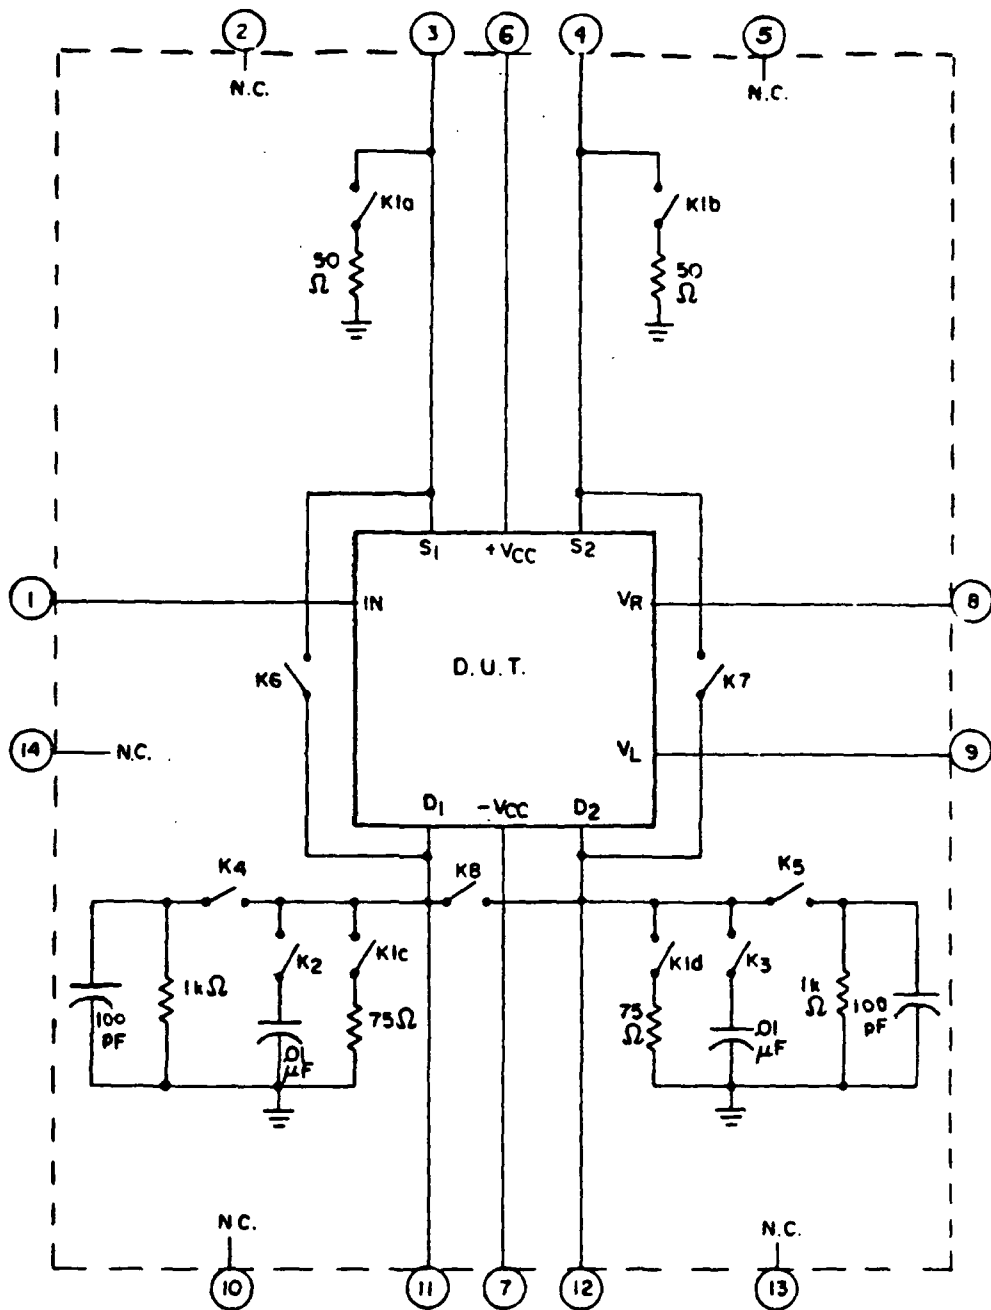 2
3
6
4
5
N.C.
N.C.
K1a
K1b
50
Ω
50
Ω
S1
+VCC
S2
1
IN
VR
8
K6
D.U.T.
K7
14
N.C.
VL
9
D1
-VCC
D2
K4
K8
K5
K2
K1c
K1d
K3
1kΩ
75Ω
75
Ω
1k
Ω
100
pF
.01
μF
.01
μF
100
pF
N.C.
N.C.
10
11
7
12
13